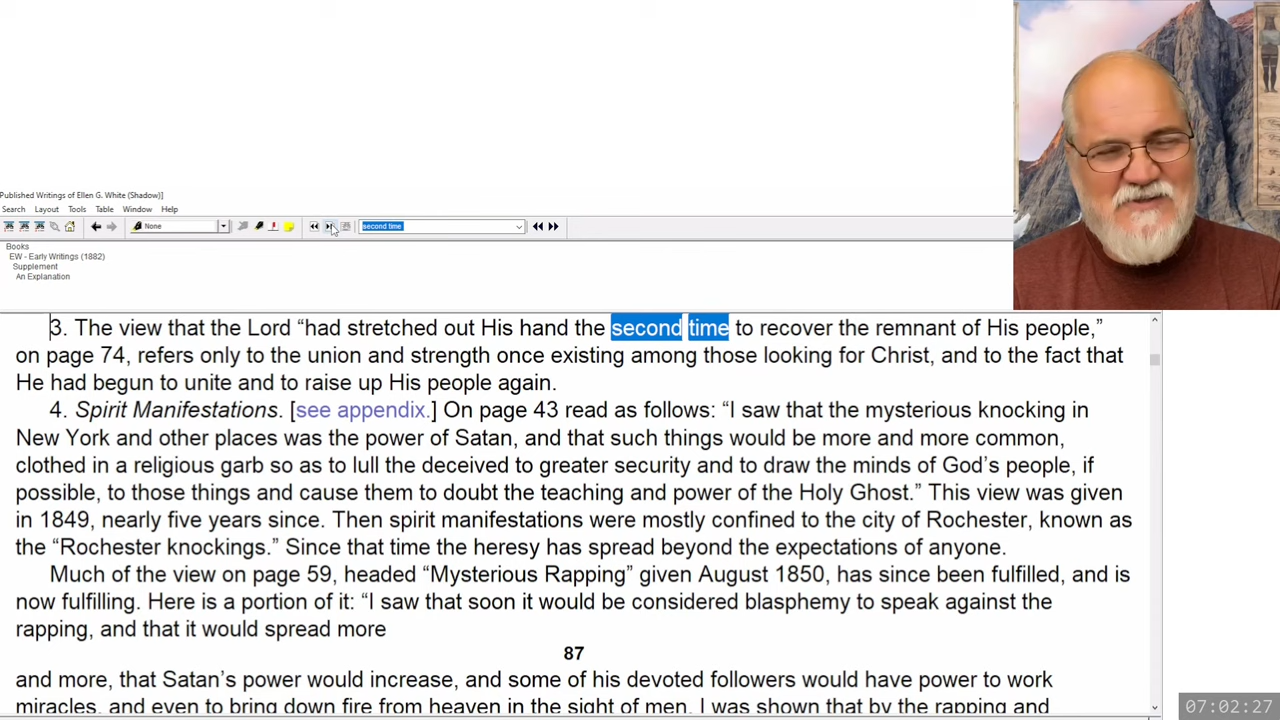 Published Writings of Ellen G. White (Shadow)]
Search Layout Tools Table Window Help
None
second time
Books
EW - Early Writings (1882)
Supplement
An Explanation
3. The view that the Lord “had stretched out His hand the second time to recover the remnant of His people,”
on page 74, refers only to the union and strength once existing among those looking for Christ, and to the fact that
He had begun to unite and to raise up His people again.
4. Spirit Manifestations. [see appendix.] On page 43 read as follows: “I saw that the mysterious knocking in
New York and other places was the power of Satan, and that such things would be more and more common,
clothed in a religious garb so as to lull the deceived to greater security and to draw the minds of God’s people, if
possible, to those things and cause them to doubt the teaching and power of the Holy Ghost.” This view was given
in 1849, nearly five years since. Then spirit manifestations were mostly confined to the city of Rochester, known as
the “Rochester knockings.” Since that time the heresy has spread beyond the expectations of anyone.
Much of the view on page 59, headed “Mysterious Rapping” given August 1850, has since been fulfilled, and is
now fulfilling. Here is a portion of it: “I saw that soon it would be considered blasphemy to speak against the
rapping, and that it would spread more
87
and more, that Satan’s power would increase, and some of his devoted followers would have power to work
miracles, and even to bring down fire from heaven in the sight of men. I was shown that by the rapping and
07:02:27